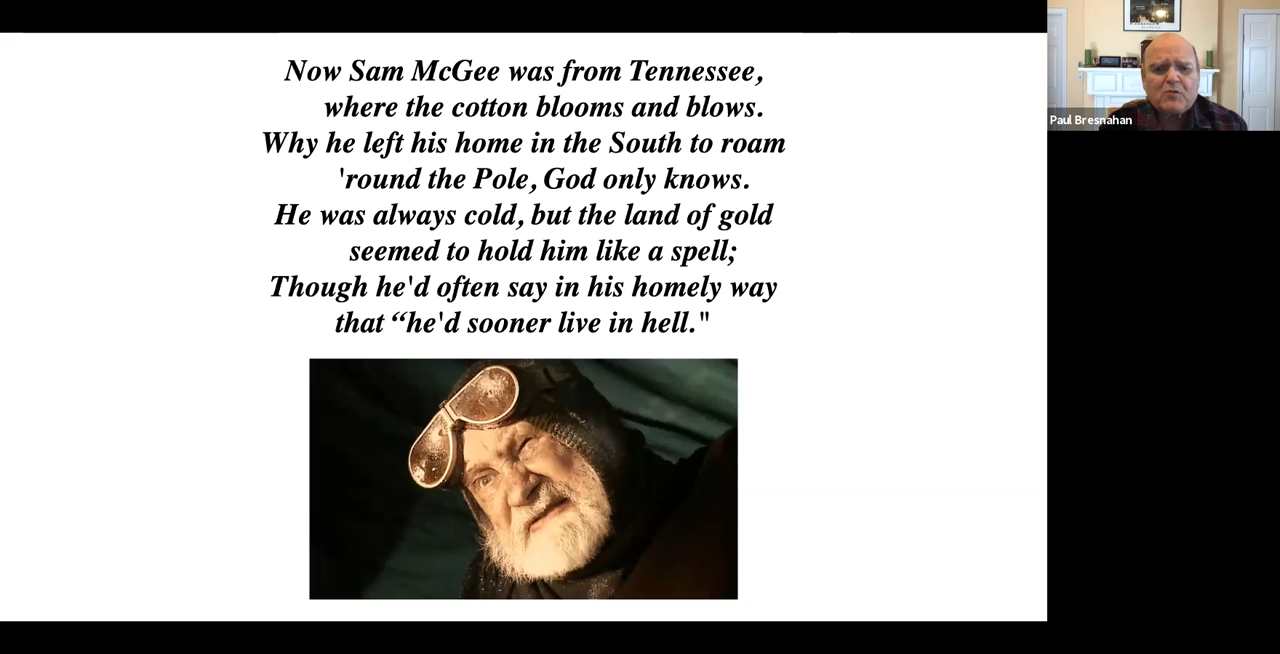 Now Sam McGee was from Tennessee,
where the cotton blooms and blows.
Why he left his home in the South to roam
'round the Pole, God only knows.
He was always cold, but the land of gold
seemed to hold him like a spell;
Though he'd often say in his homely way
that “he'd sooner live in hell."
Paul Bresnahan